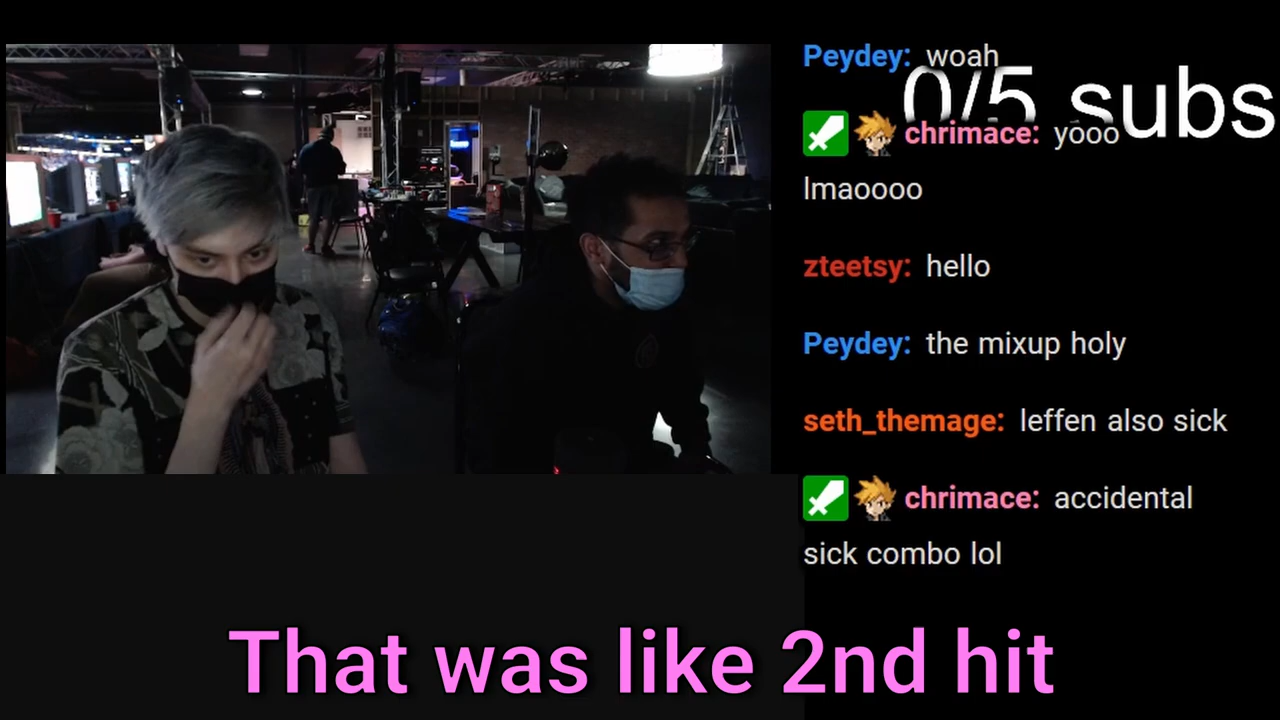 Peydey: woah
0/5 subs
chrimace: yooo
lmaoooo
zteetsy: hello
Peydey: the mixup holy
seth_themage: leffen also sick
chrimace: accidental
sick combo lol
That was like 2nd hit